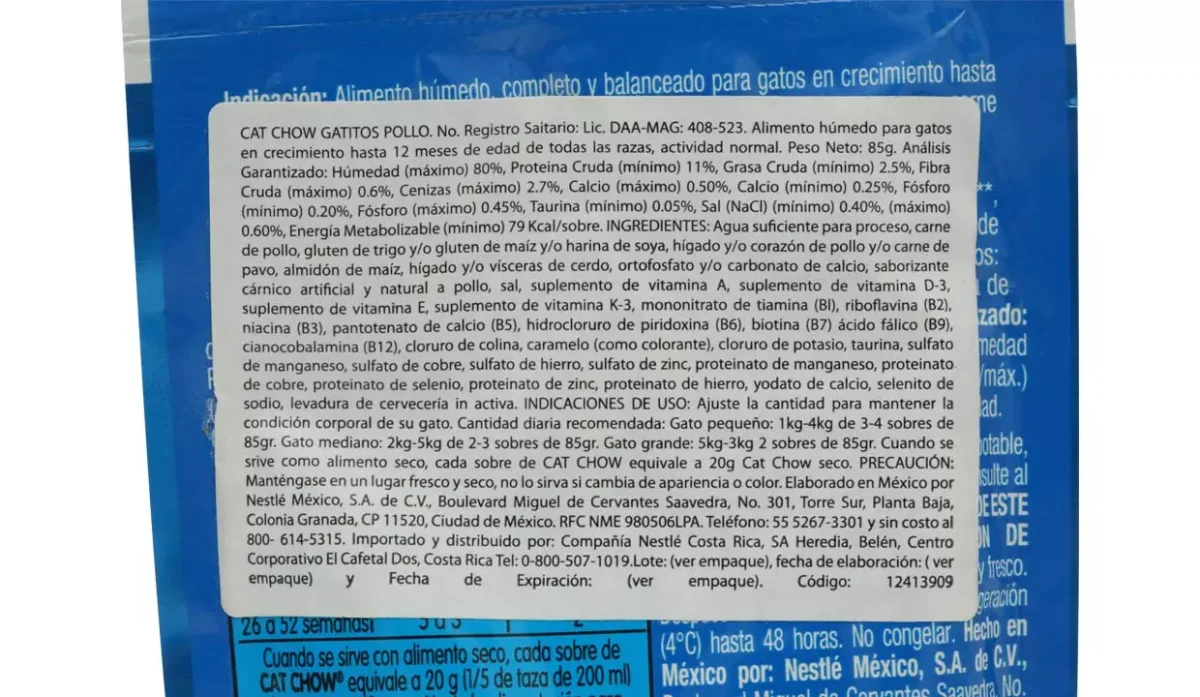 Indicación: Alimento húmedo, completo y balanceado para gatos en crecimiento hasta
CAT CHOW GATITOS POLLO. No. Registro Saitario: Lic. DAA-MAG: 408-523. Alimento húmedo para gatos
en crecimiento hasta 12 meses de edad de todas las razas, actividad normal. Peso Neto: 85g. Análisis
Garantizado: Húmedad (máximo) 80%, Proteina Cruda (mínimo) 11%, Grasa Cruda (mínimo) 2.5%, Fibra
Cruda (máximo) 0.6%, Cenizas (máximo) 2.7%, Calcio (máximo) 0.50%, Calcio (mínimo) 0.25%, Fósforo
(mínimo) 0.20%, Fósforo (máximo) 0.45%, Taurina (mínimo) 0.05%, Sal (NaCl) (mínimo) 0.40%, (máximo)
0.60%, Energía Metabolizable (mínimo) 79 Kcal/sobre. INGREDIENTES: Agua suficiente para proceso, carne
de pollo, gluten de trigo y/o gluten de maíz y/o harina de soya, hígado y/o corazón de pollo y/o carne de
pavo, almidón de maíz, hígado y/o vísceras de cerdo, ortofosfato y/o carbonato de calcio, saborizante
cárnico artificial y natural a pollo, sal, suplemento de vitamina A, suplemento de vitamina D-3,
suplemento de vitamina E, suplemento de vitamina K-3, mononitrato de tiamina (BI), riboflavina (B2),
niacina (B3), pantotenato de calcio (B5), hidrocloruro de piridoxina (B6), biotina (B7) ácido fálico (B9),
cianocobalamina (B12), cloruro de colina, caramelo (como colorante), cloruro de potasio, taurina, sulfato
de manganeso, sulfato de cobre, sulfato de hierro, sulfato de zinc, proteinato de manganeso, proteinato
de cobre, proteinato de selenio, proteinato de zinc, proteinato de hierro, yodato de calcio, selenito de
sodio, levadura de cervecería in activa. INDICACIONES DE USO: Ajuste la cantidad para mantener la
condición corporal de su gato. Cantidad diaria recomendada: Gato pequeño: 1kg-4kg de 3-4 sobres de
85gr. Gato mediano: 2kg-5kg de 2-3 sobres de 85gr. Gato grande: 5kg-3kg 2 sobres de 85gr. Cuando se
srive como alimento seco, cada sobre de CAT CHOW equivale a 20g Cat Chow seco. PRECAUCIÓN:
Manténgase en un lugar fresco y seco, no lo sirva si cambia de apariencia o color. Elaborado en México por
Nestlé México, S.A. de C.V., Boulevard Miguel de Cervantes Saavedra, No. 301, Torre Sur, Planta Baja,
Colonia Granada, CP 11520, Ciudad de México. RFC NME 980506LPA. Teléfono: 55 5267-3301 y sin costo al
800- 614-5315. Importado y distribuido por: Compañía Nestlé Costa Rica, SA Heredia, Belén, Centro
Corporativo El Cafetal Dos, Costa Rica Tel: 0-800-507-1019.Lote: (ver empaque), fecha de elaboración: ( ver
empaque) y Fecha de Expiración: (ver empaque). Código: 12413909
**,
de
de
/máx.)
DE ESTE
DE
y fresco.
26 a 52 semanas
Cuando se sirve con alimento seco, cada sobre de
CAT CHOW® equivale a 20 g (1/5 de taza de 200 ml)
(4°C) hasta 48 horas. No congelar. Hecho en
México por: Nestlé México, S.A. de C.V.,